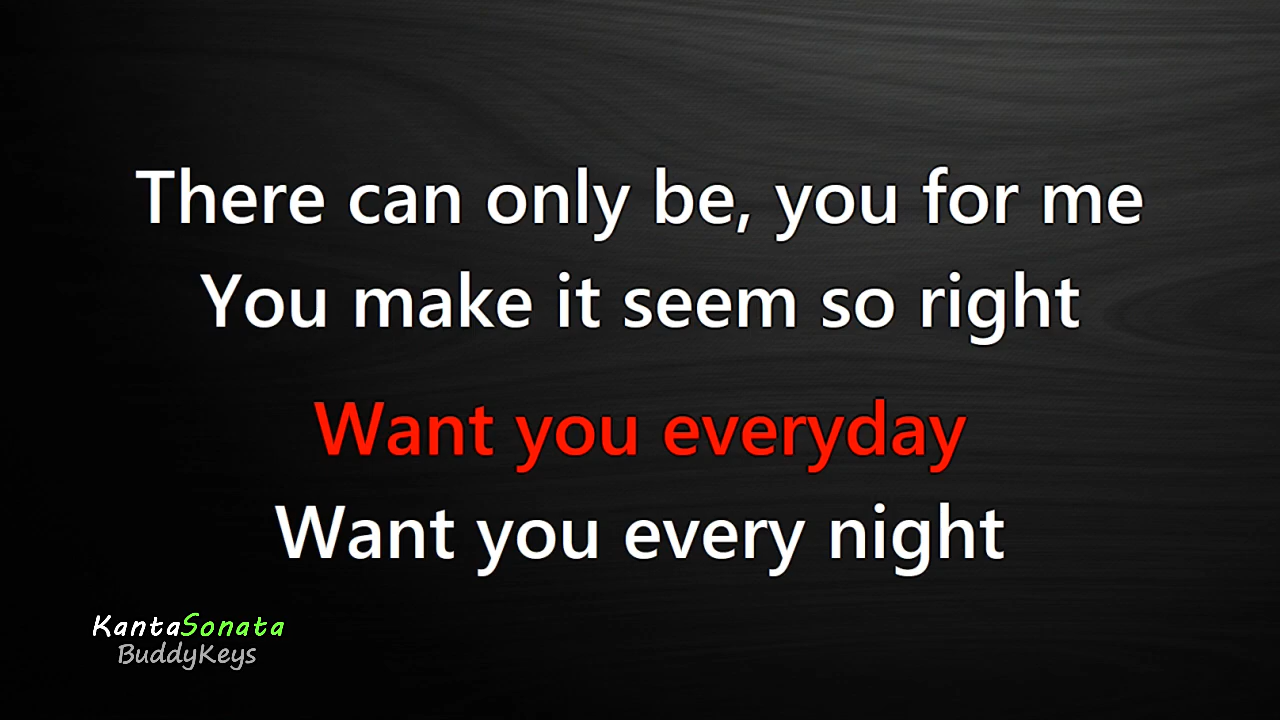 There can only be, you for me
You make it seem so right
Want you everyday
Want you every night
KantaSonata
BuddyKeys